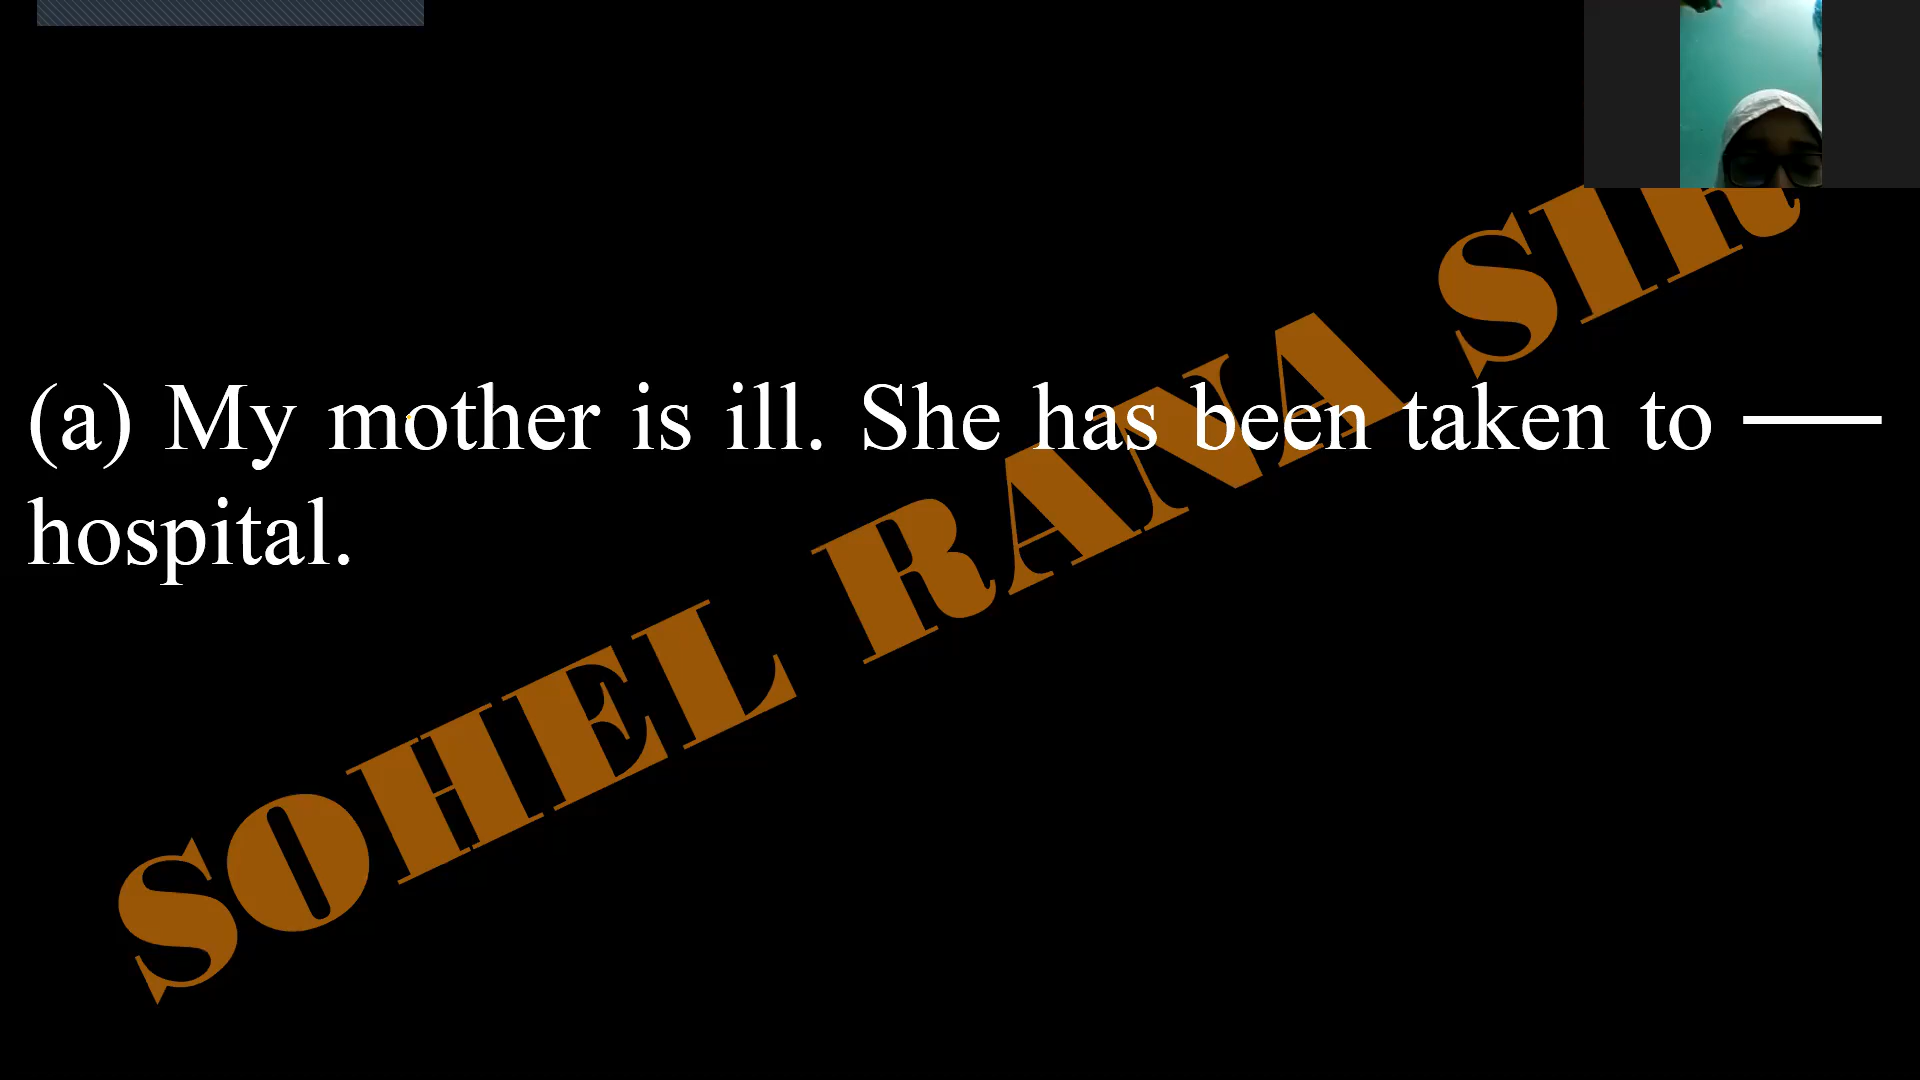 (a) My mother is ill. She has been taken to ——
hospital.
SOHEL RANA SIR